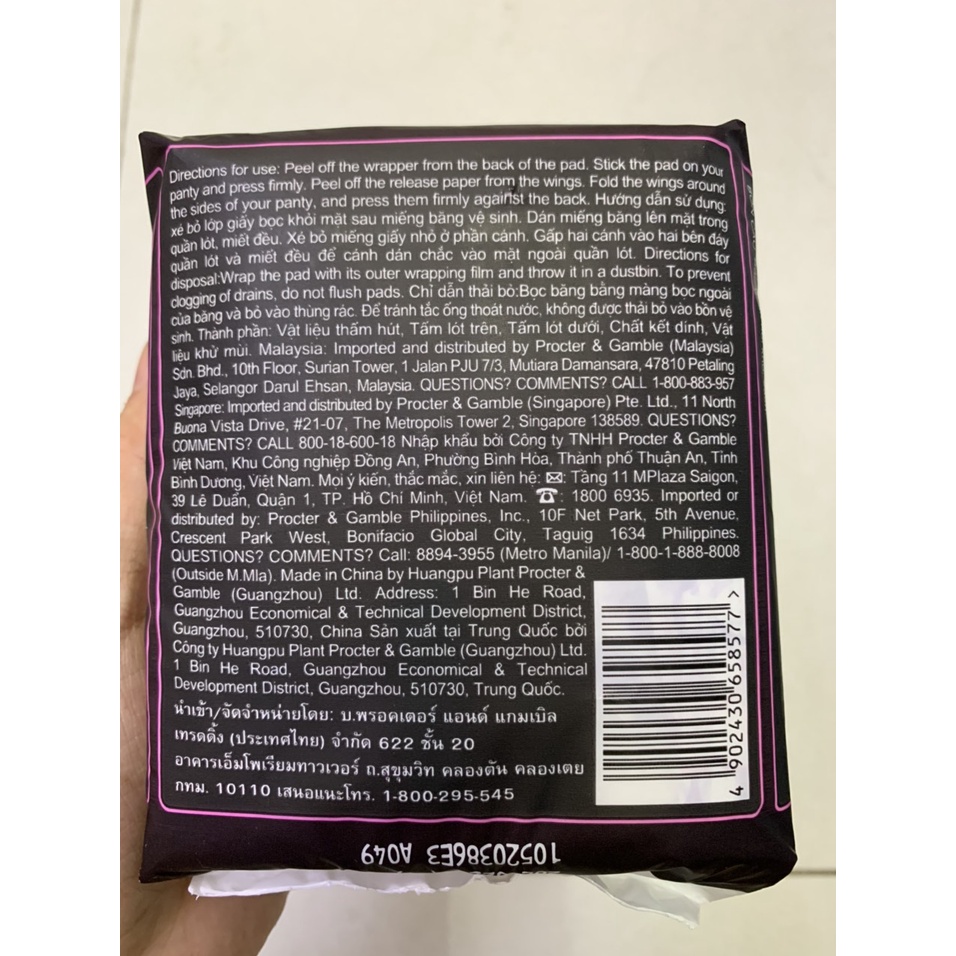 Directions for use: Peel off the wrapper from the back of the pad. Stick the pad on your
panty and press firmly. Peel off the release paper from the wings. Fold the wings around
the sides of your panty, and press them firmly against the back. Hướng dẫn sử dụng:
xé bỏ lớp giấy bọc khỏi mặt sau miếng băng vệ sinh. Dán miếng băng lên mặt trong
quần lót, miết đều. Xé bỏ miếng giấy nhỏ ở phần cánh. Gấp hai cánh vào hai bên đáy
quần lót và miết đều để cánh dán chắc vào mặt ngoài quần lót. Directions for
disposal:Wrap the pad with its outer wrapping film and throw it in a dustbin. To prevent
clogging of drains, do not flush pads. Chỉ dẫn thải bỏ:Bọc băng bằng màng bọc ngoài
của băng và bỏ vào thùng rác. Để tránh tắc ống thoát nước, không được thải bỏ vào bồn vệ
sinh. Thành phần: Vật liệu thấm hút, Tấm lót trên, Tấm lót dưới, Chất kết dính, Vật
liệu khử mùi. Malaysia: Imported and distributed by Procter & Gamble (Malaysia)
Sdn. Bhd., 10th Floor, Surian Tower, 1 Jalan PJU 7/3, Mutiara Damansara, 47810 Petaling
Jaya, Selangor Darul Ehsan, Malaysia. QUESTIONS? COMMENTS? CALL 1-800-883-957
Singapore: Imported and distributed by Procter & Gamble (Singapore) Pte. Ltd., 11 North
Buona Vista Drive, #21-07, The Metropolis Tower 2, Singapore 138589. QUESTIONS?
COMMENTS? CALL 800-18-600-18 Nhập khẩu bởi Công ty TNHH Procter & Gamble
Việt Nam, Khu Công nghiệp Đồng An, Phường Bình Hòa, Thành phố Thuận An, Tỉnh
Bình Dương, Việt Nam. Mọi ý kiến, thắc mắc, xin liên hệ: ✉: Tầng 11 MPlaza Saigon,
39 Lê Duẩn, Quận 1, TP. Hồ Chí Minh, Việt Nam. ☎: 1800 6935. Imported or
distributed by: Procter & Gamble Philippines, Inc., 10F Net Park, 5th Avenue,
Crescent Park West, Bonifacio Global City, Taguig 1634 Philippines.
QUESTIONS? COMMENTS? Call: 8894-3955 (Metro Manila)/ 1-800-1-888-8008
(Outside M.Mla). Made in China by Huangpu Plant Procter &
Gamble (Guangzhou) Ltd. Address: 1 Bin He Road,
Guangzhou Economical & Technical Development District,
Guangzhou, 510730, China Sản xuất tại Trung Quốc bởi
Công ty Huangpu Plant Procter & Gamble (Guangzhou) Ltd.
1 Bin He Road, Guangzhou Economical & Technical
Development District, Guangzhou, 510730, Trung Quốc.
นำเข้า/จัดจำหน่ายโดย: บ.พรอคเตอร์ แอนด์ แกมเบิล
เทรดดิ้ง (ประเทศไทย) จำกัด 622 ชั้น 20
อาคารเอ็มโพเรียมทาวเวอร์ ถ.สุขุมวิท คลองตัน คลองเตย
กทม. 10110 เสนอแนะโทร. 1-800-295-545
4 902430 658577 >
10520386E3 A049